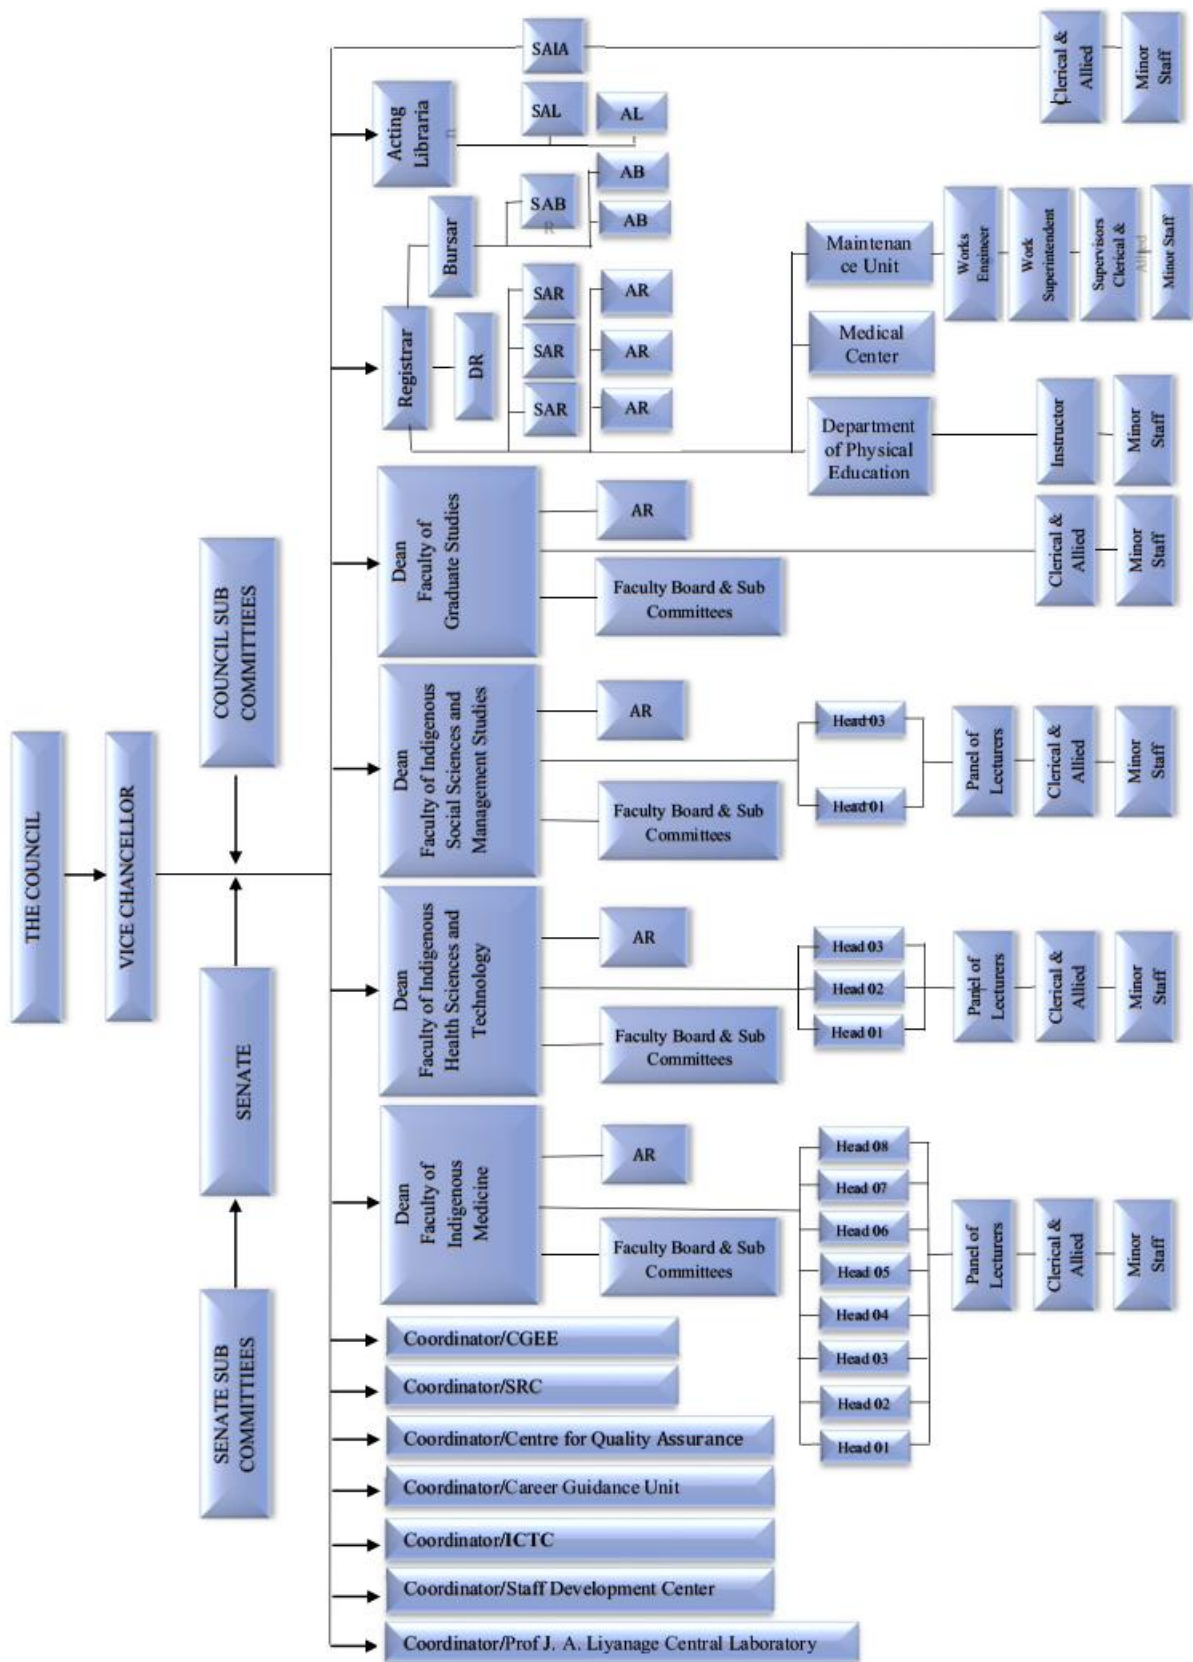 THE COUNCIL
VICE CHANCELLOR
SENATE SUB
COMMITTIEES
SENATE
COUNCIL SUB
COMMITTIEES
Coordinator/Prof J. A. Liyanage Central Laboratory
Coordinator/Staff Development Center
Coordinator/ICTC
Coordinator/Career Guidance Unit
Coordinator/Centre for Quality Assurance
Coordinator/SRC
Coordinator/CGEE
Dean
Faculty of
Indigenous
Medicine
Faculty Board & Sub
Committees
AR
Head 01
Head 02
Head 03
Head 04
Head 05
Head 06
Head 07
Head 08
Panel of
Lecturers
Clerical &
Allied
Minor
Staff
Dean
Faculty of Indigenous
Health Sciences and
Technology
Faculty Board & Sub
Committees
AR
Head 01
Head 02
Head 03
Panel of
Lecturers
Clerical &
Allied
Minor
Staff
Dean
Faculty of Indigenous
Social Sciences and
Management Studies
Faculty Board & Sub
Committees
AR
Head 01
Head 03
Panel of
Lecturers
Clerical &
Allied
Minor
Staff
Dean
Faculty of
Graduate Studies
Faculty Board & Sub
Committees
AR
Clerical &
Allied
Minor
Staff
Registrar
DR
Bursar
SAR
SAR
SAR
AR
AR
AR
SAB
R
AB
AB
Department
of Physical
Education
Instructor
Minor
Staff
Medical
Center
Maintenan
ce Unit
Works
Engineer
Work
Superintendent
Supervisors
Clerical &
Allied
Minor Staff
Acting
Libraria
n
SAL
AL
SAIA
Clerical &
Allied
Minor
Staff